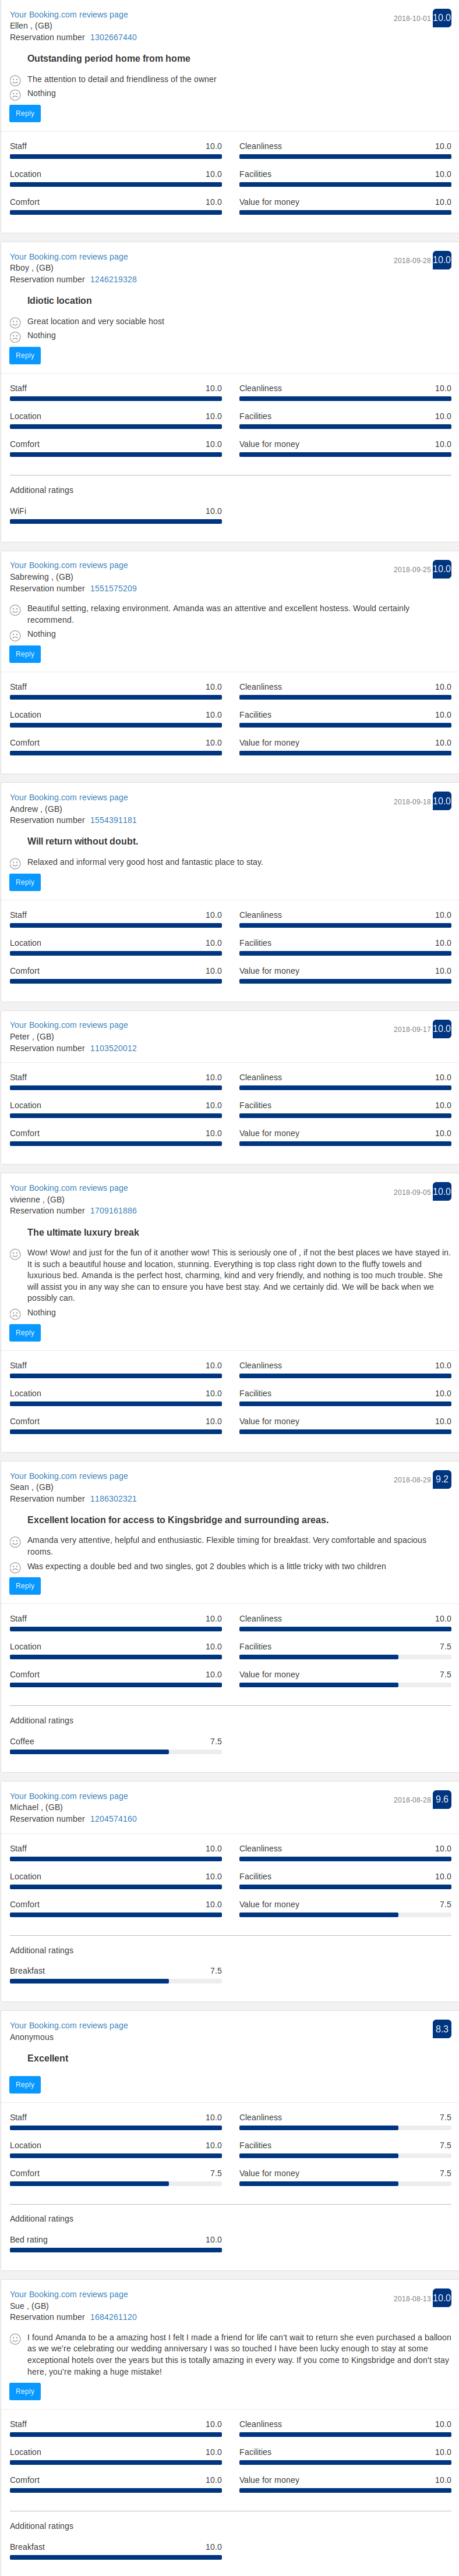 Your Booking.com reviews page
2018-10-01 10.0
Ellen , (GB)
Reservation number 1302667440
Outstanding period home from home
The attention to detail and friendliness of the owner
Nothing
Reply
Staff 10.0 Cleanliness 10.0
Location 10.0 Facilities 10.0
Comfort 10.0 Value for money 10.0
Your Booking.com reviews page
2018-09-28 10.0
Rboy , (GB)
Reservation number 1246219328
Idiotic location
Great location and very sociable host
Nothing
Reply
Staff 10.0 Cleanliness 10.0
Location 10.0 Facilities 10.0
Comfort 10.0 Value for money 10.0
Additional ratings
WiFi 10.0
Your Booking.com reviews page
2018-09-25 10.0
Sabrewing , (GB)
Reservation number 1551575209
Beautiful setting, relaxing environment. Amanda was an attentive and excellent hostess. Would certainly
recommend.
Nothing
Reply
Staff 10.0 Cleanliness 10.0
Location 10.0 Facilities 10.0
Comfort 10.0 Value for money 10.0
Your Booking.com reviews page
2018-09-18 10.0
Andrew , (GB)
Reservation number 1554391181
Will return without doubt.
Relaxed and informal very good host and fantastic place to stay.
Reply
Staff 10.0 Cleanliness 10.0
Location 10.0 Facilities 10.0
Comfort 10.0 Value for money 10.0
Your Booking.com reviews page
2018-09-17 10.0
Peter , (GB)
Reservation number 1103520012
Staff 10.0 Cleanliness 10.0
Location 10.0 Facilities 10.0
Comfort 10.0 Value for money 10.0
Your Booking.com reviews page
2018-09-05 10.0
vivienne , (GB)
Reservation number 1709161886
The ultimate luxury break
Wow! Wow! and just for the fun of it another wow! This is seriously one of , if not the best places we have stayed in.
It is such a beautiful house and location, stunning. Everything is top class right down to the fluffy towels and
luxurious bed. Amanda is the perfect host, charming, kind and very friendly, and nothing is too much trouble. She
will assist you in any way she can to ensure you have best stay. And we certainly did. We will be back when we
possibly can.
Nothing
Reply
Staff 10.0 Cleanliness 10.0
Location 10.0 Facilities 10.0
Comfort 10.0 Value for money 10.0
Your Booking.com reviews page
2018-08-29 9.2
Sean , (GB)
Reservation number 1186302321
Excellent location for access to Kingsbridge and surrounding areas.
Amanda very attentive, helpful and enthusiastic. Flexible timing for breakfast. Very comfortable and spacious
rooms.
Was expecting a double bed and two singles, got 2 doubles which is a little tricky with two children
Reply
Staff 10.0 Cleanliness 10.0
Location 10.0 Facilities 7.5
Comfort 10.0 Value for money 7.5
Additional ratings
Coffee 7.5
Your Booking.com reviews page
2018-08-28 9.6
Michael , (GB)
Reservation number 1204574160
Staff 10.0 Cleanliness 10.0
Location 10.0 Facilities 10.0
Comfort 10.0 Value for money 7.5
Additional ratings
Breakfast 7.5
Your Booking.com reviews page
8.3
Anonymous
Excellent
Reply
Staff 10.0 Cleanliness 7.5
Location 10.0 Facilities 7.5
Comfort 7.5 Value for money 7.5
Additional ratings
Bed rating 10.0
Your Booking.com reviews page
2018-08-13 10.0
Sue , (GB)
Reservation number 1684261120
I found Amanda to be a amazing host I felt I made a friend for life can't wait to return she even purchased a balloon
as we we're celebrating our wedding anniversary I was so touched I have been lucky enough to stay at some
exceptional hotels over the years but this is totally amazing in every way. If you come to Kingsbridge and don't stay
here, you're making a huge mistake!
Reply
Staff 10.0 Cleanliness 10.0
Location 10.0 Facilities 10.0
Comfort 10.0 Value for money 10.0
Additional ratings
Breakfast 10.0